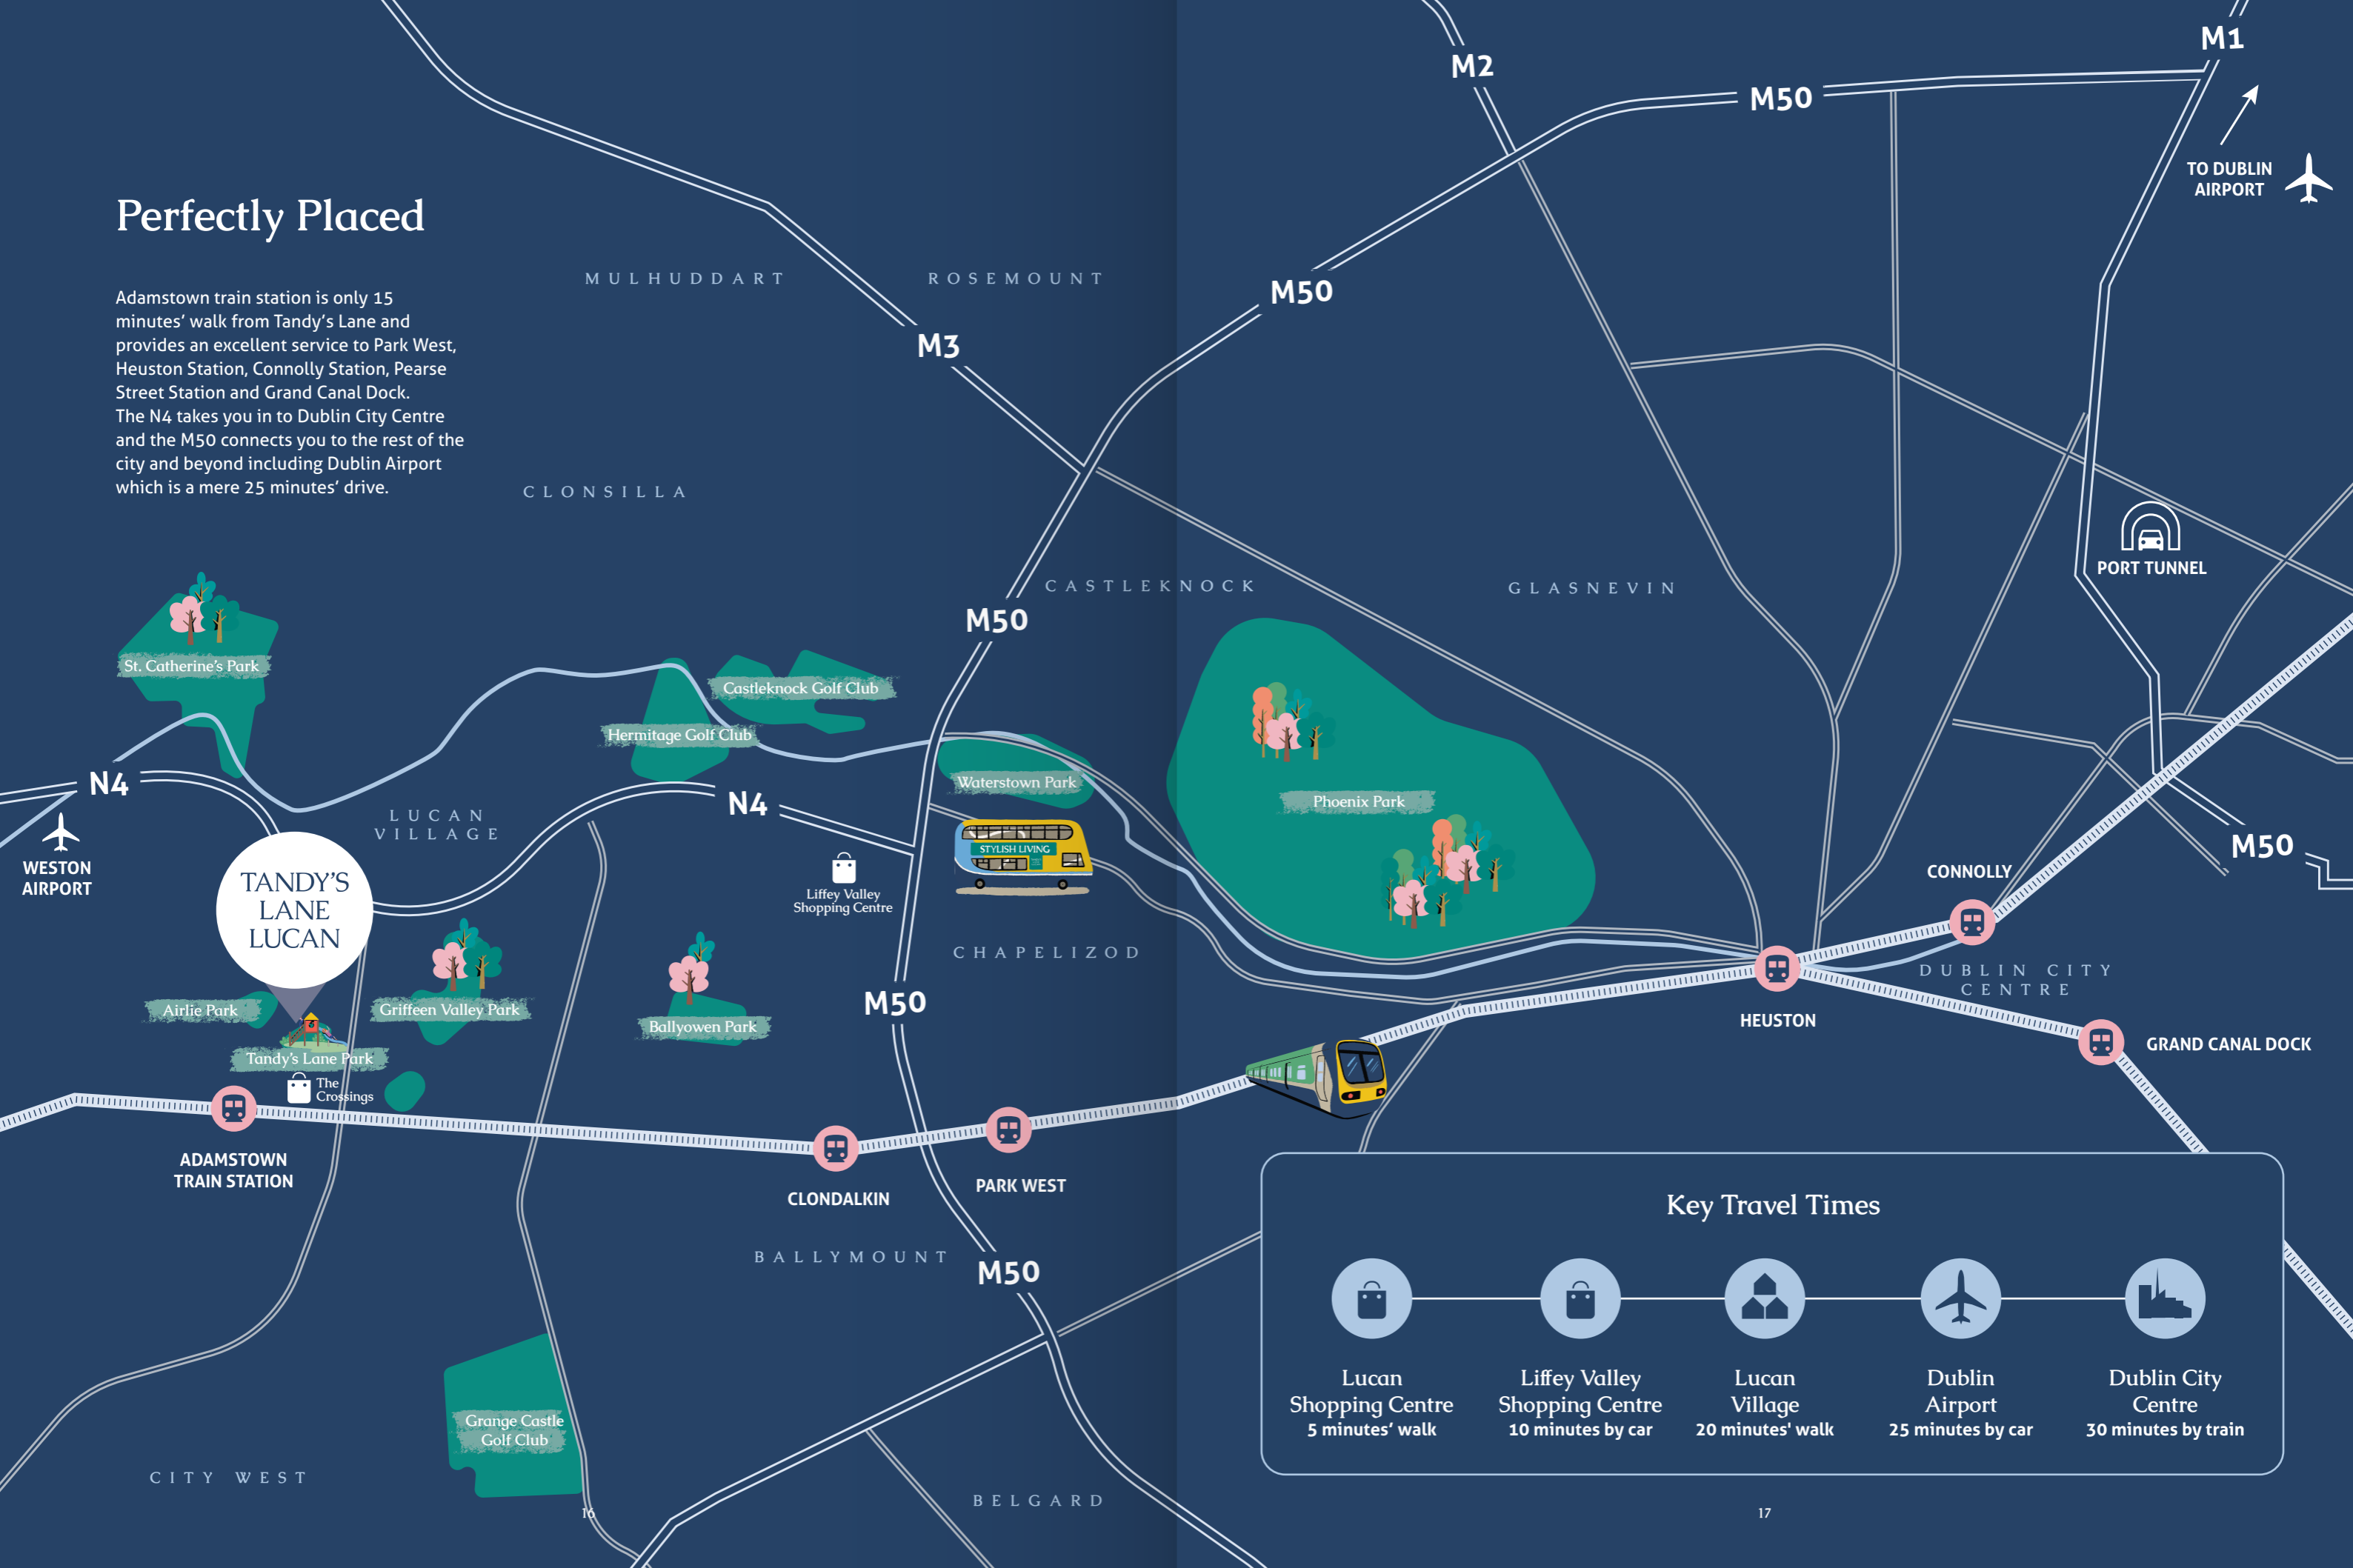 Perfectly Placed
Adamstown train station is only 15
minutes’ walk from Tandy’s Lane and
provides an excellent service to Park West,
Heuston Station, Connolly Station, Pearse
Street Station and Grand Canal Dock.
The N4 takes you in to Dublin City Centre
and the M50 connects you to the rest of the
city and beyond including Dublin Airport
which is a mere 25 minutes’ drive.
M1
M2
M50
TO DUBLIN
AIRPORT
MULHUDDART
ROSEMOUNT
M50
M3
CLONSILLA
PORT TUNNEL
CASTLEKNOCK
GLASNEVIN
M50
St. Catherine’s Park
Castleknock Golf Club
Hermitage Golf Club
Waterstown Park
Phoenix Park
N4
N4
LUCAN
VILLAGE
WESTON
AIRPORT
TANDY’S
LANE
LUCAN
STYLISH LIVING
Liffey Valley
Shopping Centre
M50
CONNOLLY
CHAPELIZOD
DUBLIN CITY
CENTRE
M50
Airlie Park
Griffeen Valley Park
Ballyowen Park
HEUSTON
GRAND CANAL DOCK
Tandy’s Lane Park
The
Crossings
ADAMSTOWN
TRAIN STATION
CLONDALKIN
PARK WEST
BALLYMOUNT
M50
Grange Castle
Golf Club
CITY WEST
BELGARD
Key Travel Times
Lucan
Shopping Centre
5 minutes’ walk
Liffey Valley
Shopping Centre
10 minutes by car
Lucan
Village
20 minutes' walk
Dublin
Airport
25 minutes by car
Dublin City
Centre
30 minutes by train
16
17